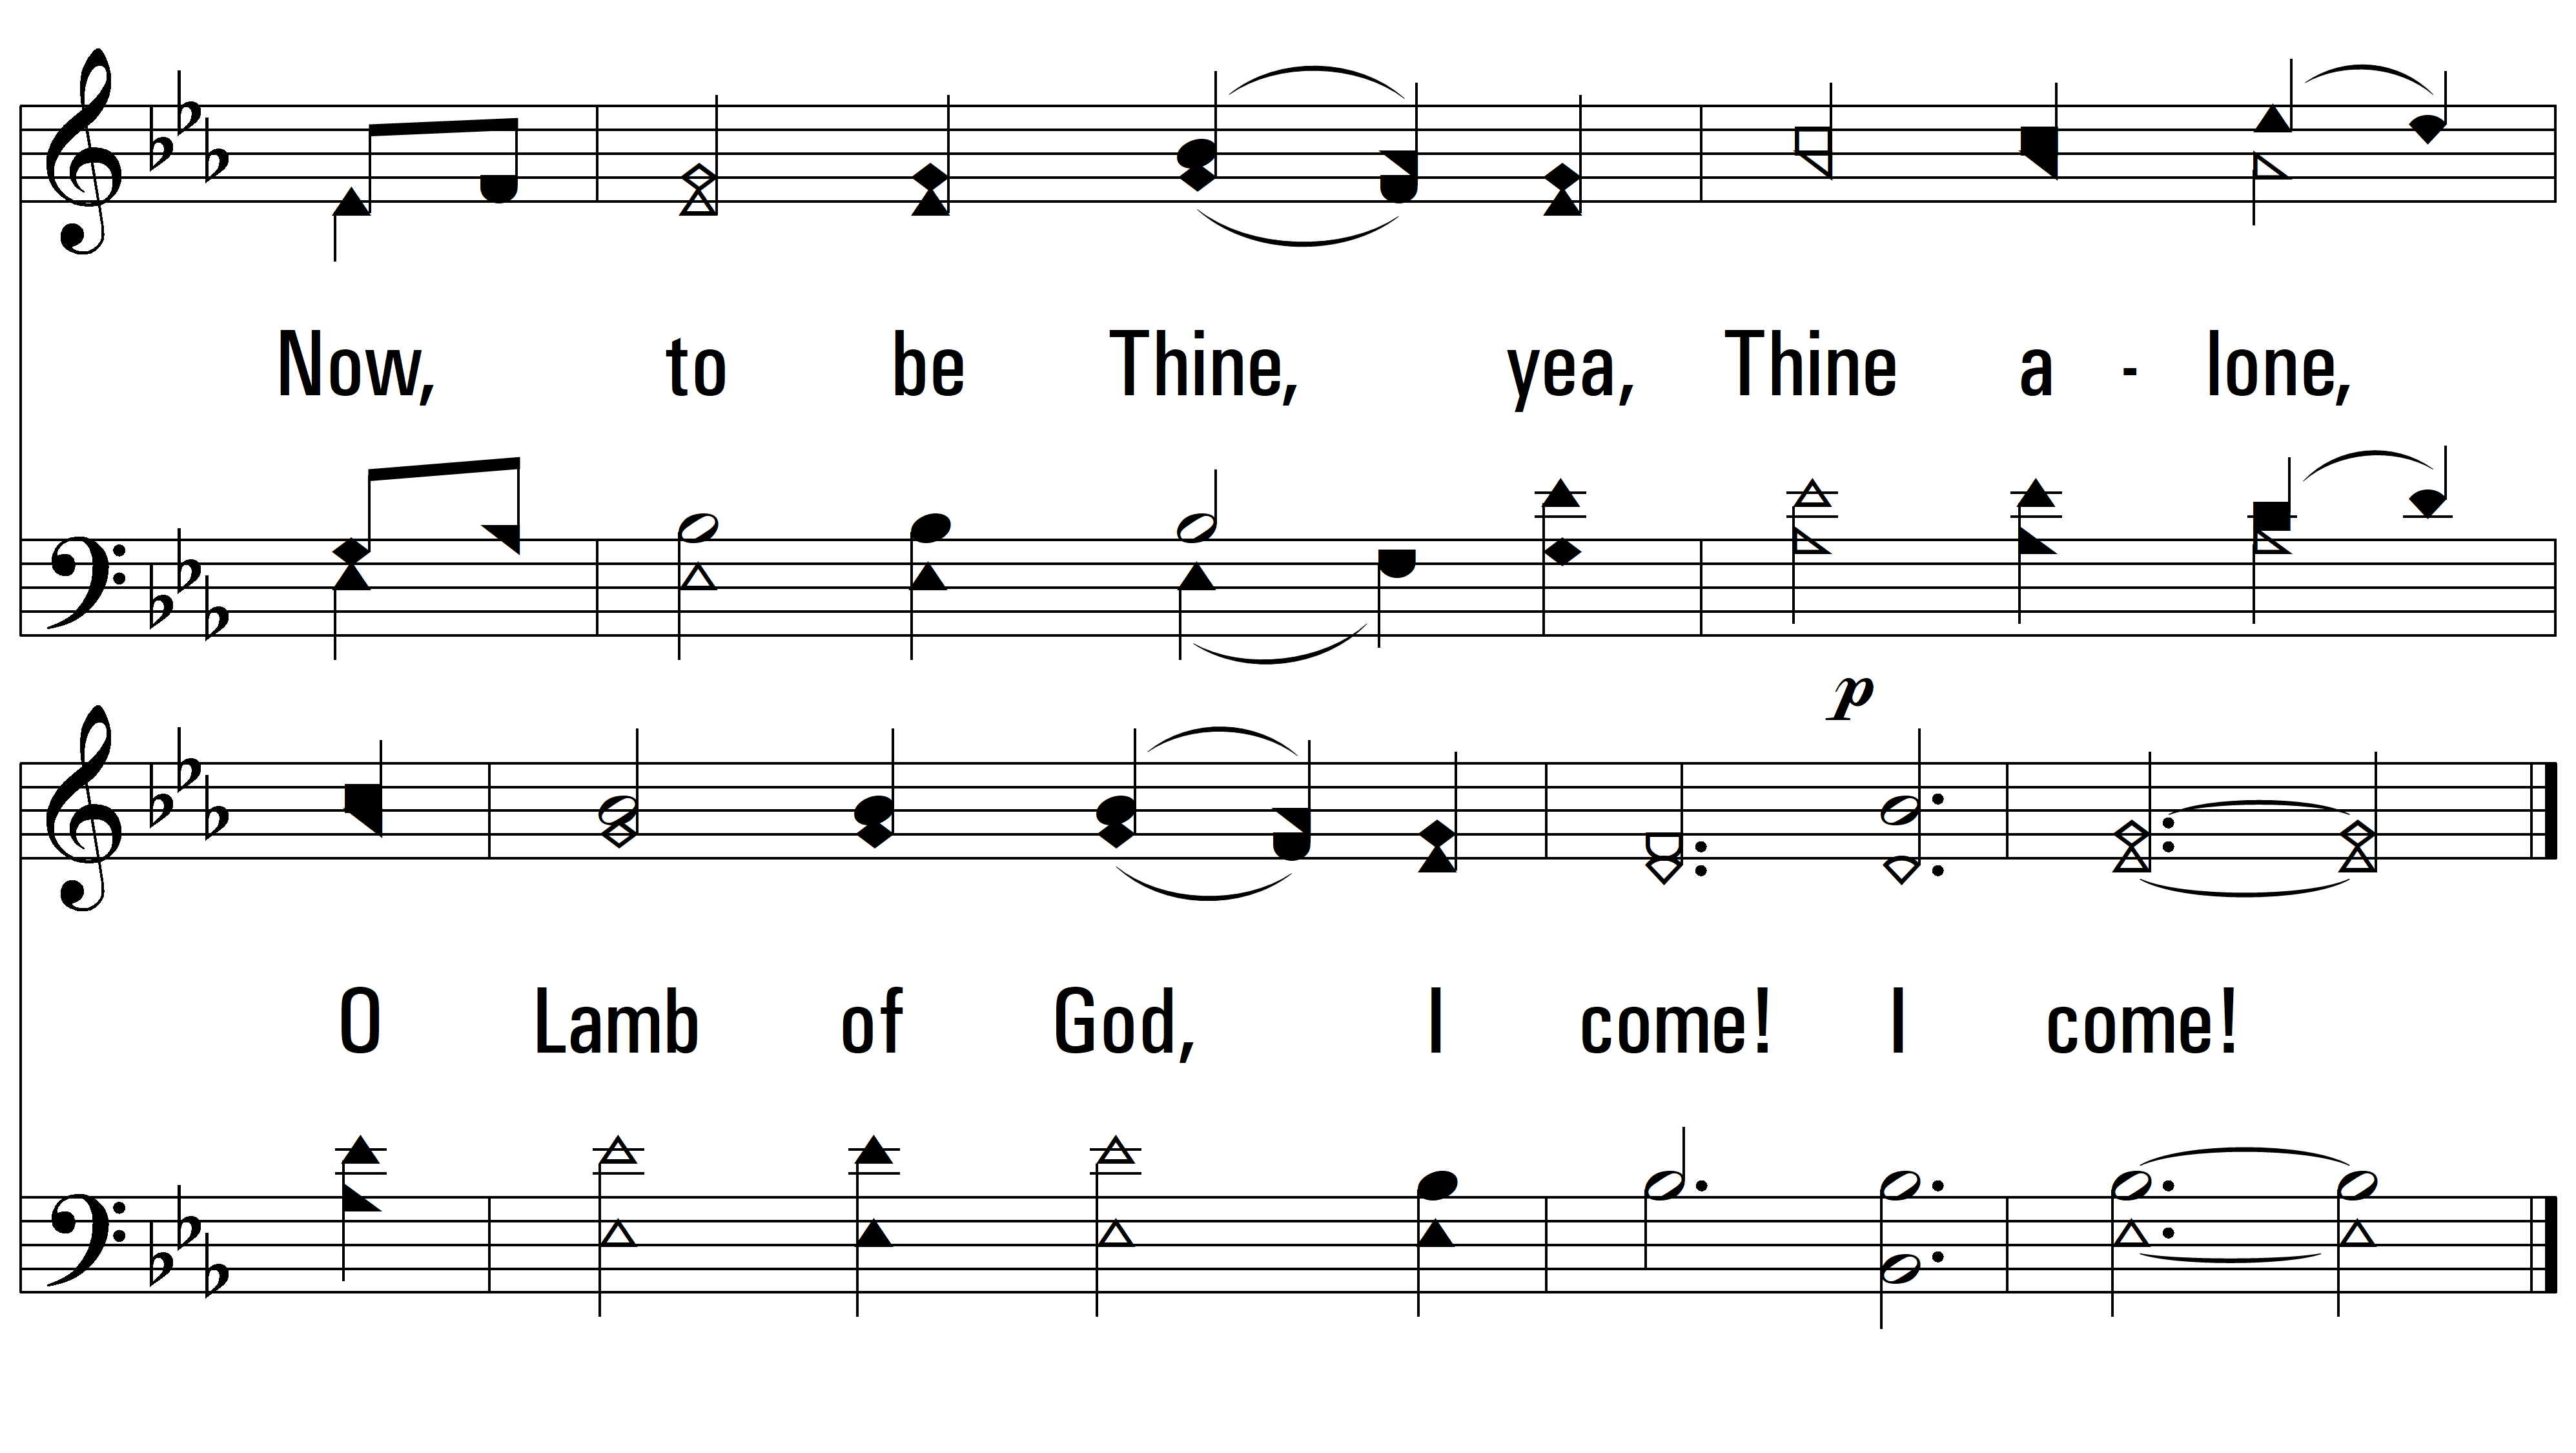 Now, to be Thine, yea, Thine a - lone,
p
O Lamb of God, I come! I come!